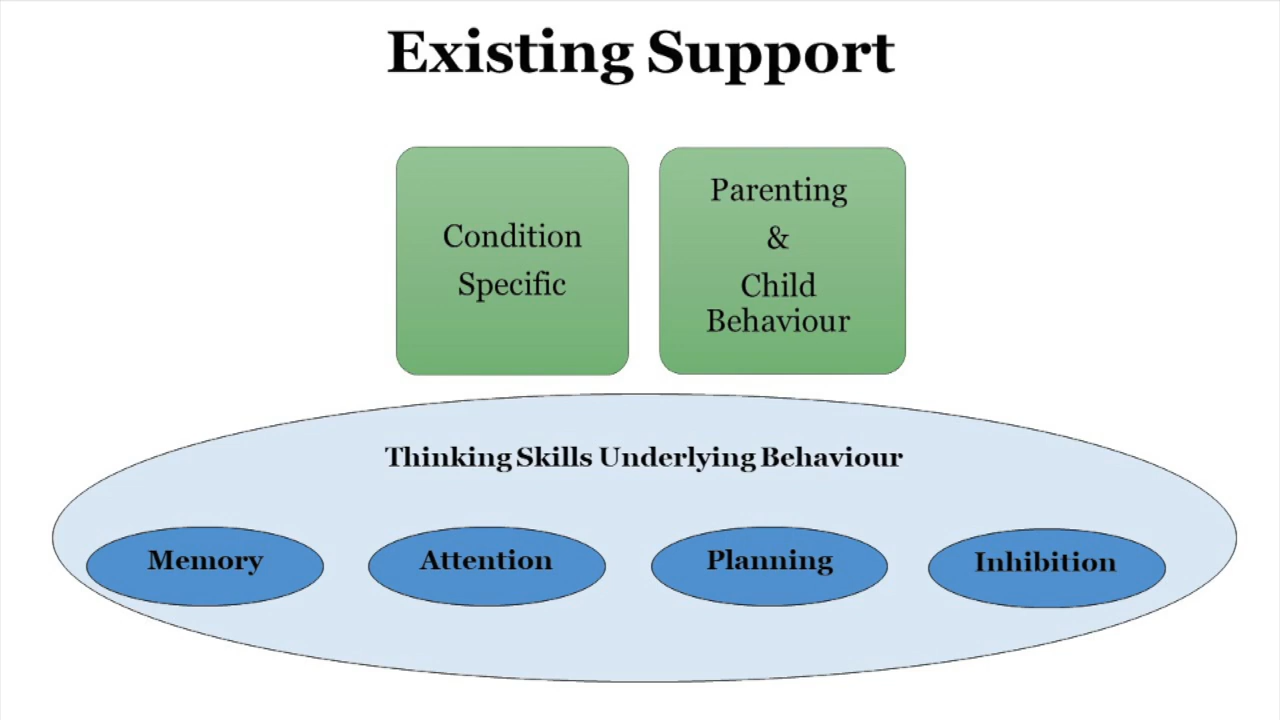 Existing Support
Condition
Specific
Parenting
&
Child
Behaviour
Thinking Skills Underlying Behaviour
Memory
Attention
Planning
Inhibition